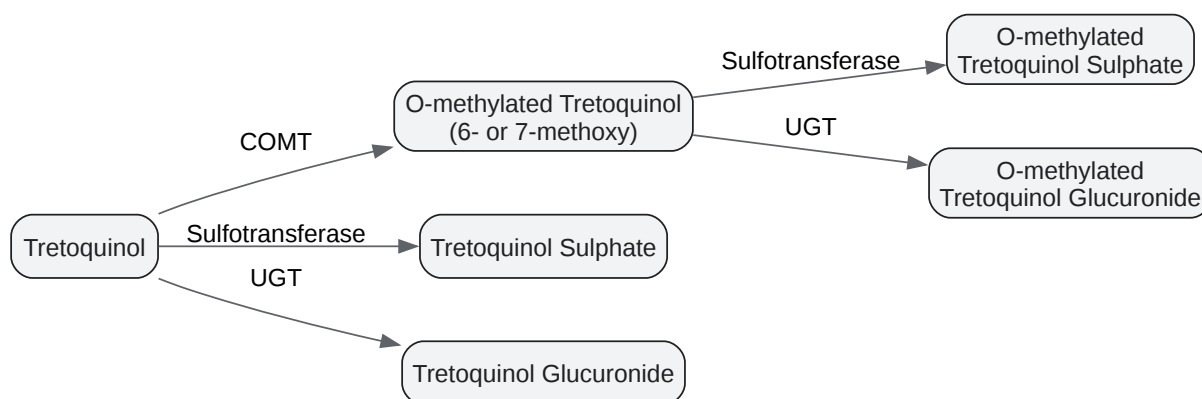 O-methylated
Tretoquinol Sulphate
Sulfotransferase
O-methylated Tretoquinol
(6- or 7-methoxy)
UGT
COMT
O-methylated
Tretoquinol Glucuronide
Tretoquinol
Sulfotransferase
Tretoquinol Sulphate
UGT
Tretoquinol Glucuronide